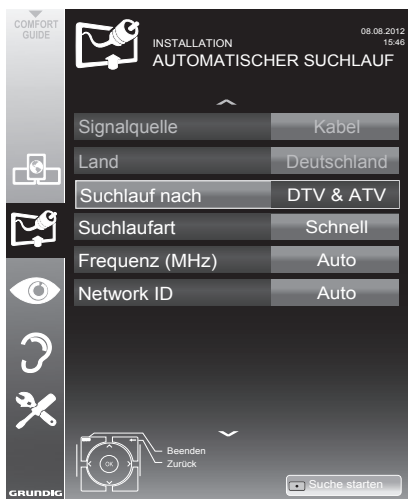 COMFORT
GUIDE
08.08.2012
15:46
INSTALLATION
AUTOMATISCHER SUCHLAUF
Signalquelle Kabel
Land Deutschland
Suchlauf nach DTV & ATV
Suchlaufart Schnell
Frequenz (MHz) Auto
Network ID Auto
Beenden
OK
Zurück
Suche starten
GRUNDIG